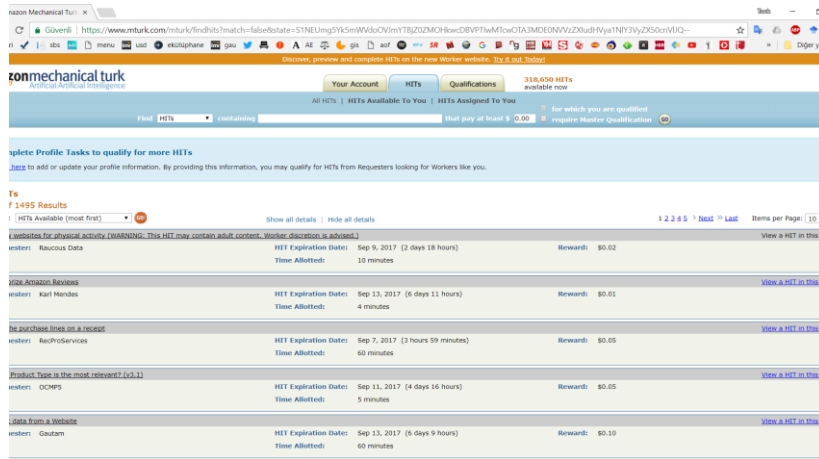 mazon Mechanical Tur
Güvenli | https://www.mturk.com/mturk/findhits?match=false&state=
menu usd ekütüphane gau AE gis aof SR Diğer y
Discover, preview and complete HITs on the new Worker website. Try it out Today!
zonmechanical turk
Artificial Artificial Intelligence
Your Account HITs Qualifications
318,650 HITs
available now
All HITs | HITs Available To You | HITs Assigned To You
Find HITs containing that pay at least $ 0.00 for which you are qualified
require Master Qualification GO
plete Profile Tasks to qualify for more HITs
here to add or update your profile information. By providing this information, you may qualify for HITs from Requesters looking for Workers like you.
Ts
f 1495 Results
: HITs Available (most first) GO! Show all details | Hide all details 1 2 3 4 5 › Next » Last Items per Page: 10
websites for physical activity (WARNING: This HIT may contain adult content. Worker discretion is advised.) View a HIT in this
uester: Raucous Data HIT Expiration Date: Sep 9, 2017 (2 days 18 hours) Reward: $0.02
Time Allotted: 10 minutes
orize Amazon Reviews View a HIT in this
uester: Karl Mendes HIT Expiration Date: Sep 13, 2017 (6 days 11 hours) Reward: $0.01
Time Allotted: 4 minutes
he purchase lines on a receipt View a HIT in this
uester: RecProServices HIT Expiration Date: Sep 7, 2017 (3 hours 59 minutes) Reward: $0.05
Time Allotted: 60 minutes
Product Type is the most relevant? (v3.1) View a HIT in this
uester: OCMP5 HIT Expiration Date: Sep 11, 2017 (4 days 16 hours) Reward: $0.05
Time Allotted: 5 minutes
data from a Website View a HIT in this
uester: Gautam HIT Expiration Date: Sep 13, 2017 (6 days 9 hours) Reward: $0.10
Time Allotted: 60 minutes